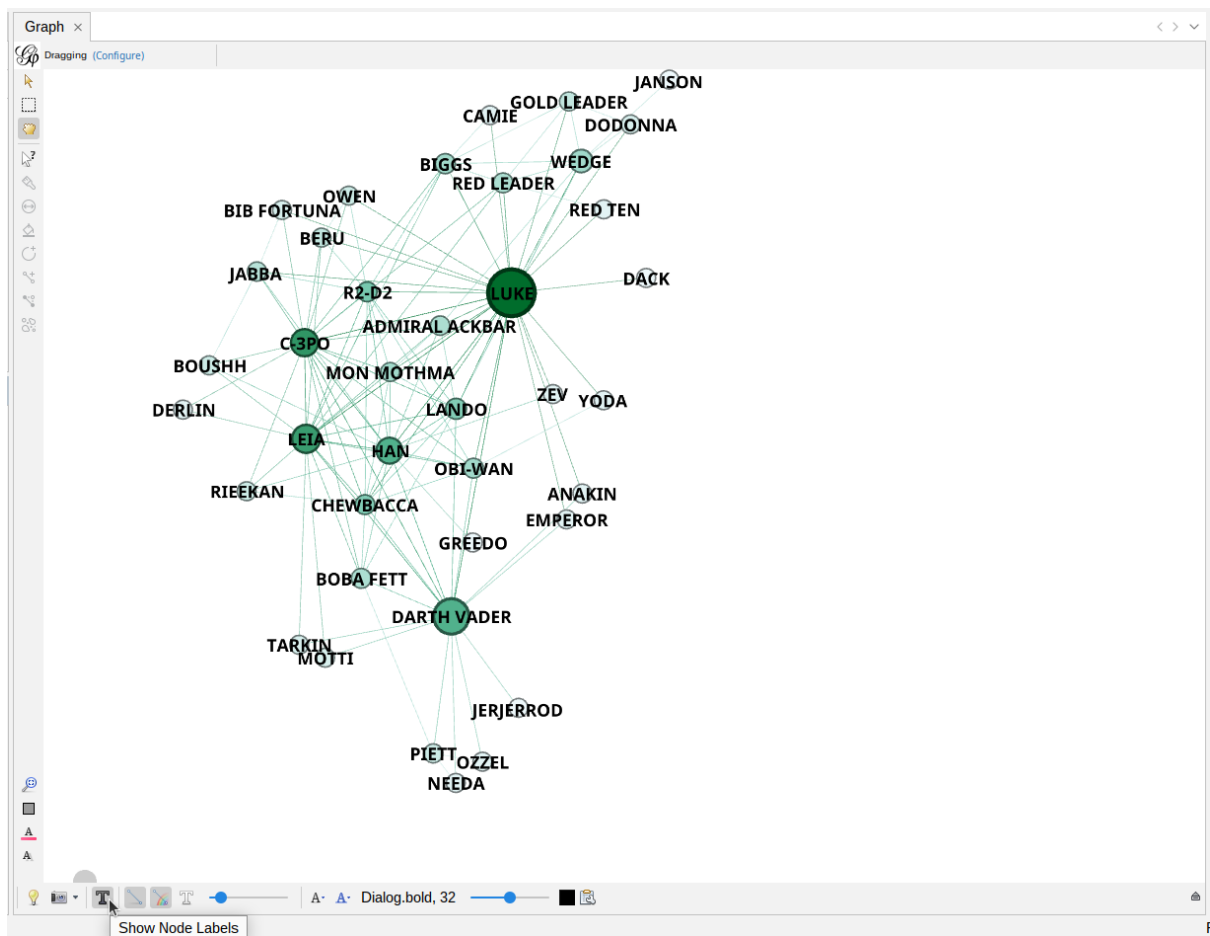 Graph
Dragging (Configure)
JANSON
GOLD LEADER
CAMIE
DODONNA
WEDGE
BIGGS
RED LEADER
OWEN
BIB FORTUNA
RED TEN
BERU
JABBA
DACK
R2-D2
LUKE
ADMIRAL ACKBAR
C-3PO
BOUSHH
MON MOTHMA
ZEV
YODA
DERLIN
LANDO
LEIA
HAN
OBI-WAN
RIEEKAN
ANAKIN
CHEWBACCA
EMPEROR
GREEDO
BOBA FETT
DARTH VADER
TARKIN
MOTTI
JERJERROD
PIETT
OZZEL
NEEDA
Dialog.bold, 32
Show Node Labels